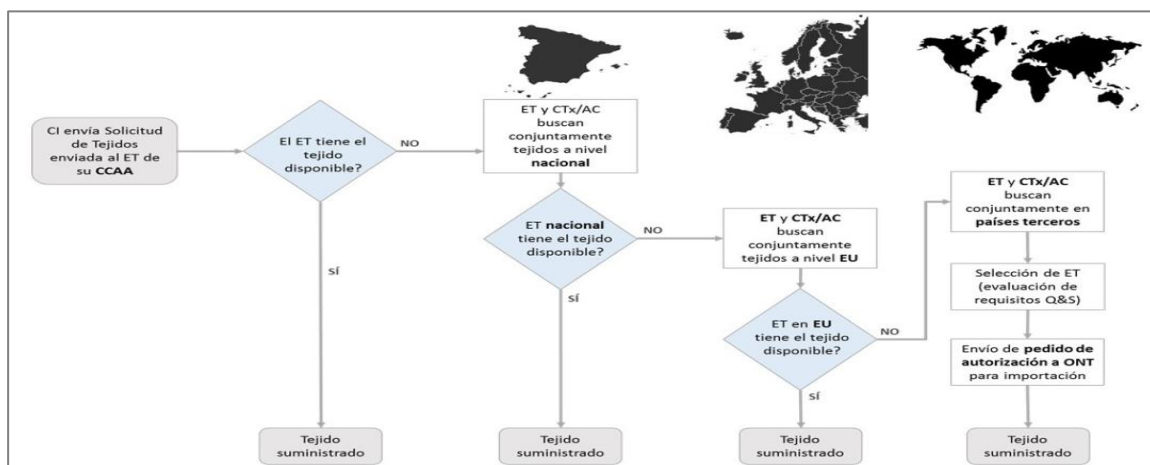 CI envía Solicitud
de Tejidos
enviada al ET de
su CCAA
El ET tiene el
tejido
disponible?
NO
SÍ
Tejido
suministrado
ET y CTx/AC
buscan
conjuntamente
tejidos a nivel
nacional
ET nacional
tiene el tejido
disponible?
NO
SÍ
Tejido
suministrado
ET y CTx/AC
buscan
conjuntamente
tejidos a nivel EU
ET en EU
tiene el tejido
disponible?
NO
SÍ
Tejido
suministrado
ET y CTx/AC
buscan
conjuntamente en
países terceros
Selección de ET
(evaluación de
requisitos Q&S)
Envío de pedido de
autorización a ONT
para importación
Tejido
suministrado